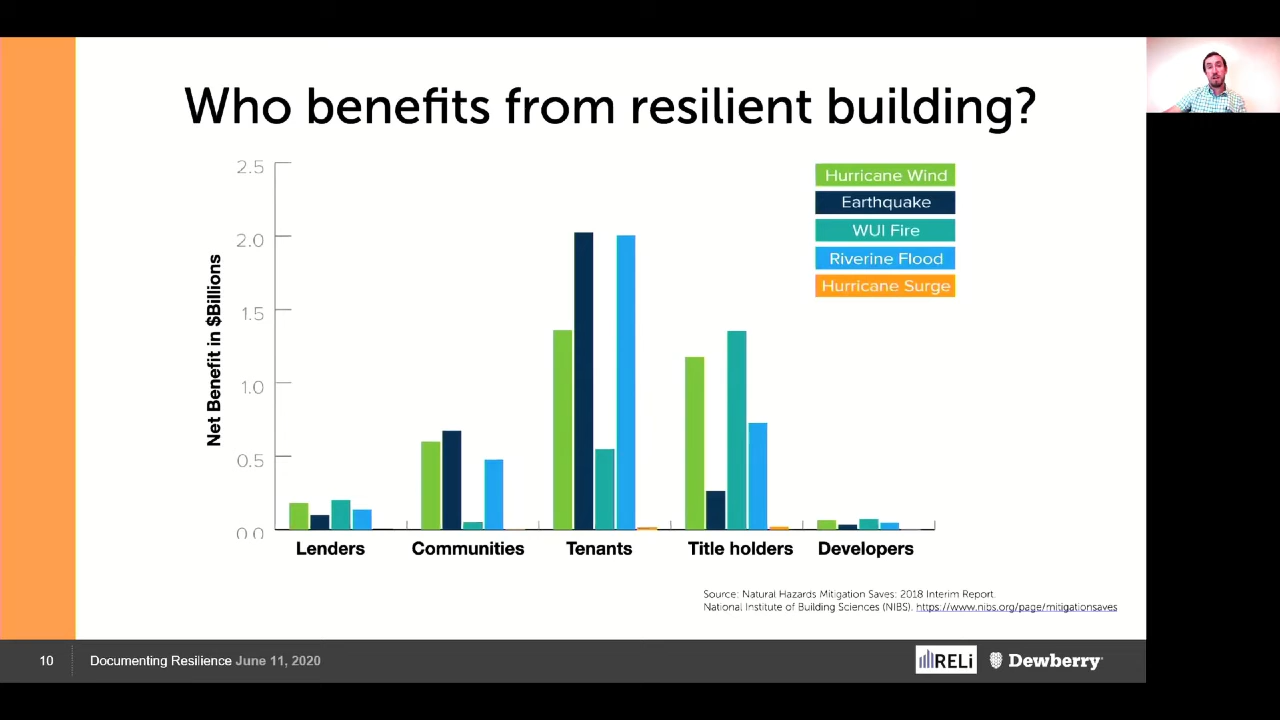 Who benefits from resilient building?
2.5
2.0
1.5
1.0
0.5
0.0
Net Benefit in $Billions
Hurricane Wind
Earthquake
WUI Fire
Riverine Flood
Hurricane Surge
Lenders
Communities
Tenants
Title holders
Developers
Source: Natural Hazards Mitigation Saves: 2018 Interim Report.
National Institute of Building Sciences (NIBS). https://www.nibs.org/page/mitigationsaves
10
Documenting Resilience June 11, 2020
RELi
Dewberry